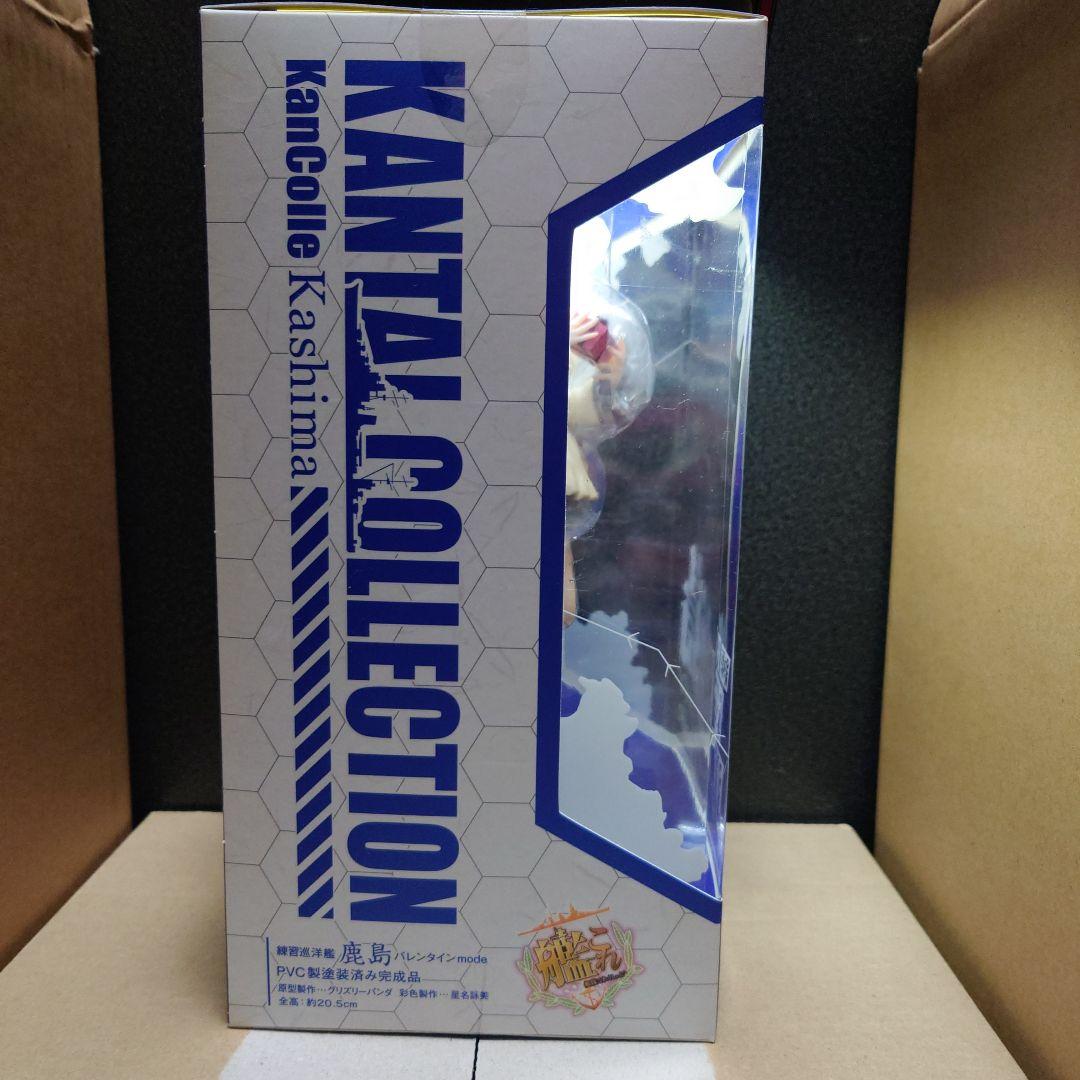 KANTAI COLLECTION
KanColle Kashima
練習巡洋艦 鹿島 バレンタインmode
PVC製塗装済み完成品
原型製作…グリズリーパンダ 彩色製作…星名詠美
全高：約20.5cm
艦これ